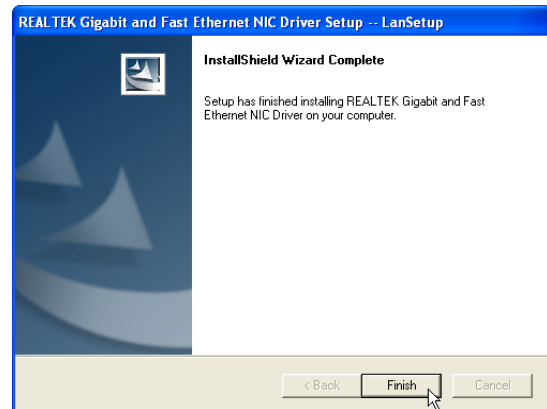 REALTEK Gigabit and Fast Ethernet NIC Driver Setup -- LanSetup
InstallShield Wizard Complete
Setup has finished installing REALTEK Gigabit and Fast
Ethernet NIC Driver on your computer.
< Back Finish Cancel